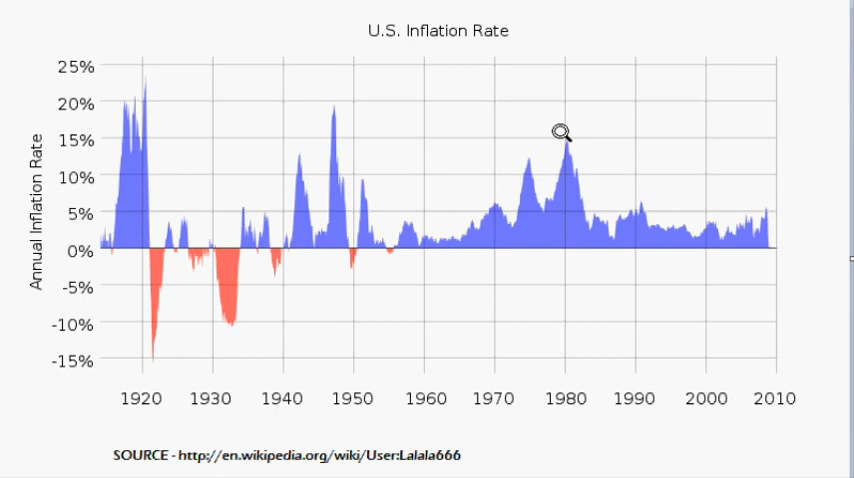 U.S. Inflation Rate
Annual Inflation Rate
25%
20%
15%
10%
5%
0%
-5%
-10%
-15%
1920 1930 1940 1950 1960 1970 1980 1990 2000 2010
SOURCE - http://en.wikipedia.org/wiki/User:Lalala666